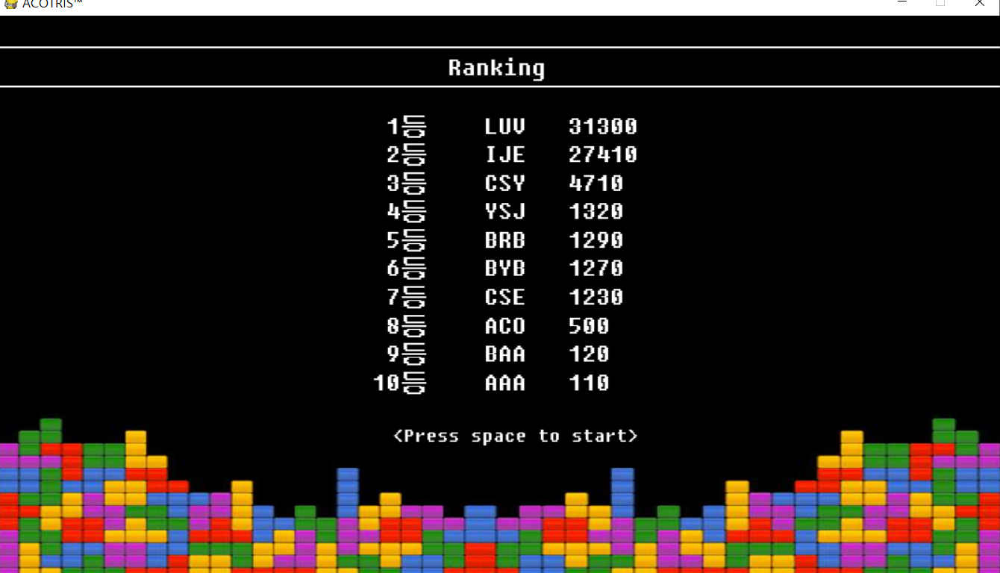 ACOTRIS™
Ranking
1등 LUV 31300
2등 IJE 27410
3등 CSY 4710
4등 YSJ 1320
5등 BRB 1290
6등 BYB 1270
7등 CSE 1230
8등 ACO 500
9등 BAA 120
10등 AAA 110
<Press space to start>